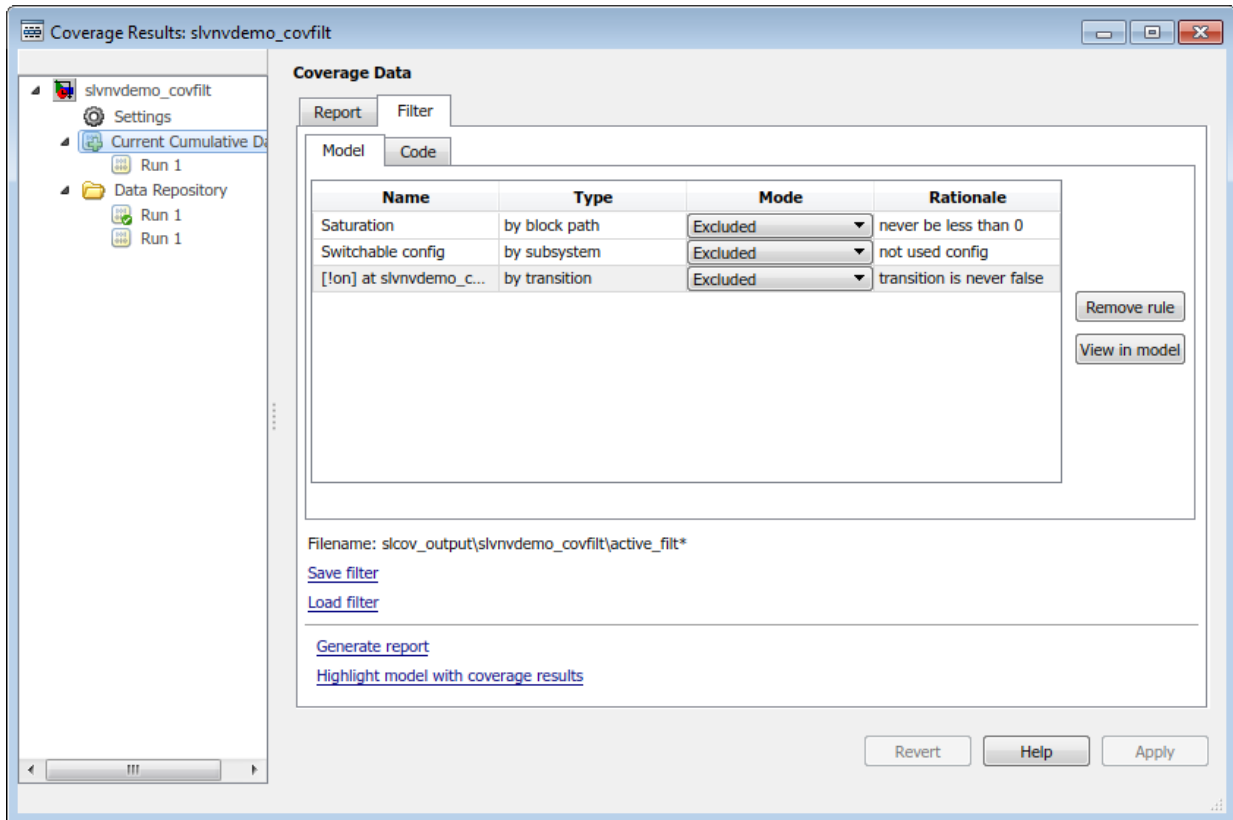 Coverage Results: slvnvdemo_covfilt
slvnvdemo_covfilt
Settings
Current Cumulative Da
Run 1
Data Repository
Run 1
Run 1
Coverage Data
Report Filter
Model Code
Name Type Mode Rationale
Saturation by block path Excluded never be less than 0
Switchable config by subsystem Excluded not used config
[!on] at slvnvdemo_c... by transition Excluded transition is never false
Remove rule
View in model
Filename: slcov_output\slvnvdemo_covfilt\active_filt*
Save filter
Load filter
Generate report
Highlight model with coverage results
Revert Help Apply